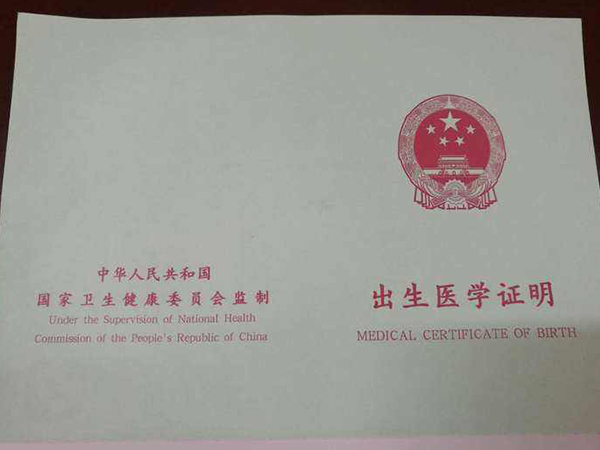 中华人民共和国
国家卫生健康委员会监制
Under the Supervision of National Health
Commission of the People's Republic of China
出生医学证明
MEDICAL CERTIFICATE OF BIRTH